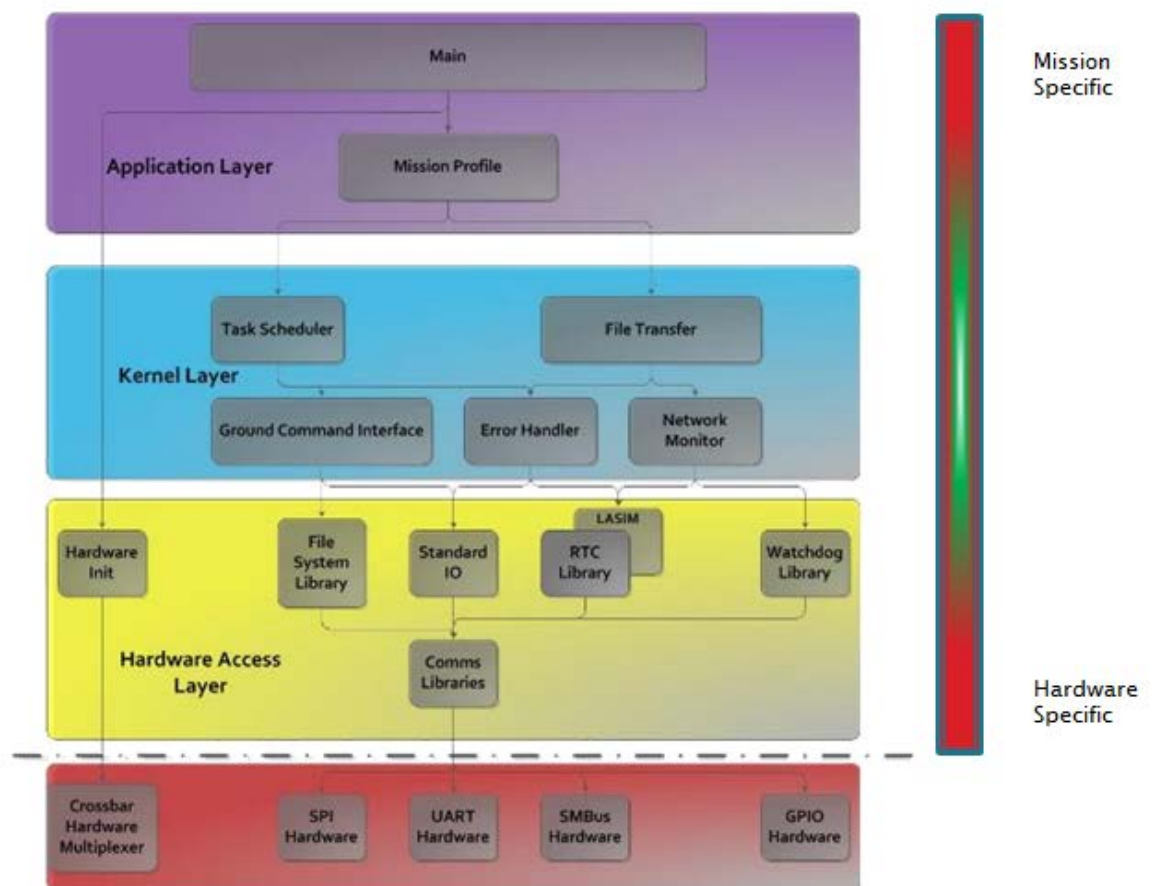 Main
Mission
Specific
Application Layer
Mission Profile
Task Scheduler
File Transfer
Kernel Layer
Ground Command Interface
Error Handler
Network
Monitor
LASIM
Hardware
Init
File
System
Library
Standard
IO
RTC
Library
Watchdog
Library
Hardware Access
Layer
Comms
Libraries
Hardware
Specific
Crossbar
Hardware
Multiplexer
SPI
Hardware
UART
Hardware
SMBus
Hardware
GPIO
Hardware